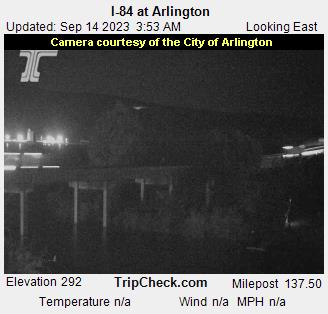 I-84 at Arlington
Updated: Sep 14 2023 3:53 AM Looking East
Camera courtesy of the City of Arlington
Elevation 292 TripCheck.com Milepost 137.50
Temperature n/a Wind n/a MPH n/a